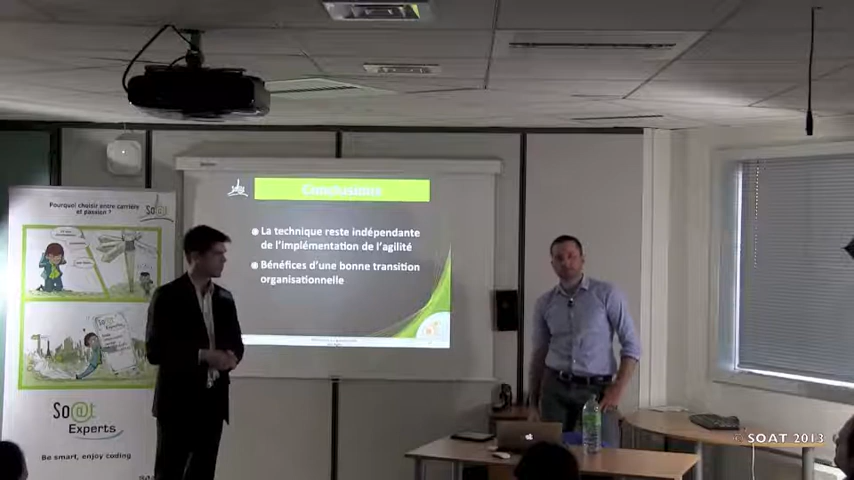 Pourquoi choisir entre carrière
et passion ?
So@t
Experts
Be smart, enjoy coding
Conclusions
La technique reste indépendante
de l'implémentation de l'agilité
Bénéfices d'une bonne transition
organisationnelle
© SOAT 2013